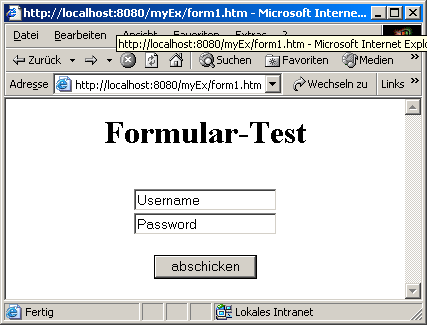 http://localhost:8080/myEx/form1.htm - Microsoft Interne...
Datei Bearbeiten Ansicht Favoriten Extras ?
http://localhost:8080/myEx/form1.htm - Microsoft Internet Explo
Zurück Suchen Favoriten Medien »
Adresse http://localhost:8080/myEx/form1.htm Wechseln zu Links »
Formular-Test
Username
Password
abschicken
Fertig Lokales Intranet